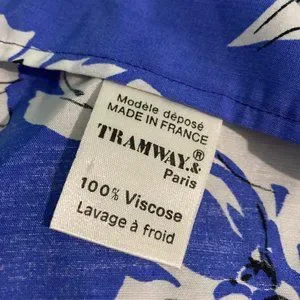 Modèle déposé
MADE IN FRANCE
TRAMWAY.&®
Paris
100% Viscose
Lavage à froid